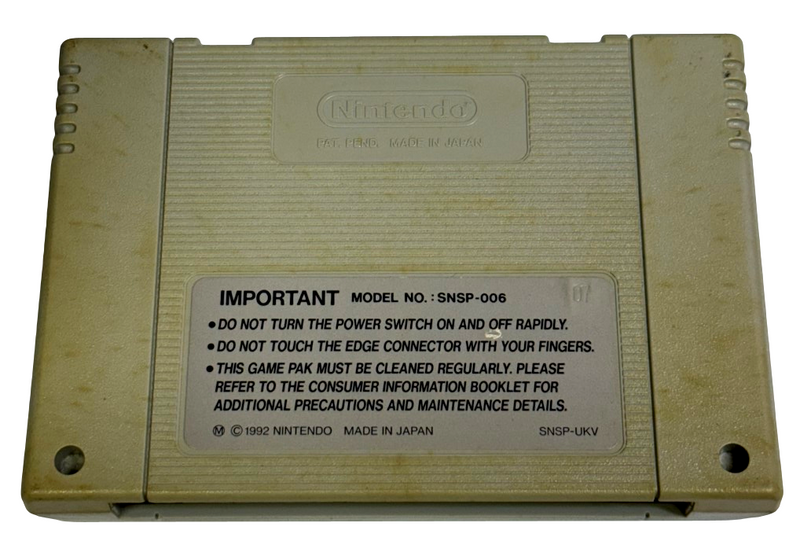 Nintendo®
PAT. PEND. MADE IN JAPAN
IMPORTANT MODEL NO. : SNSP-006
•DO NOT TURN THE POWER SWITCH ON AND OFF RAPIDLY.
•DO NOT TOUCH THE EDGE CONNECTOR WITH YOUR FINGERS.
•THIS GAME PAK MUST BE CLEANED REGULARLY. PLEASE
REFER TO THE CONSUMER INFORMATION BOOKLET FOR
ADDITIONAL PRECAUTIONS AND MAINTENANCE DETAILS.
Ⓜ ©1992 NINTENDO MADE IN JAPAN SNSP-UKV